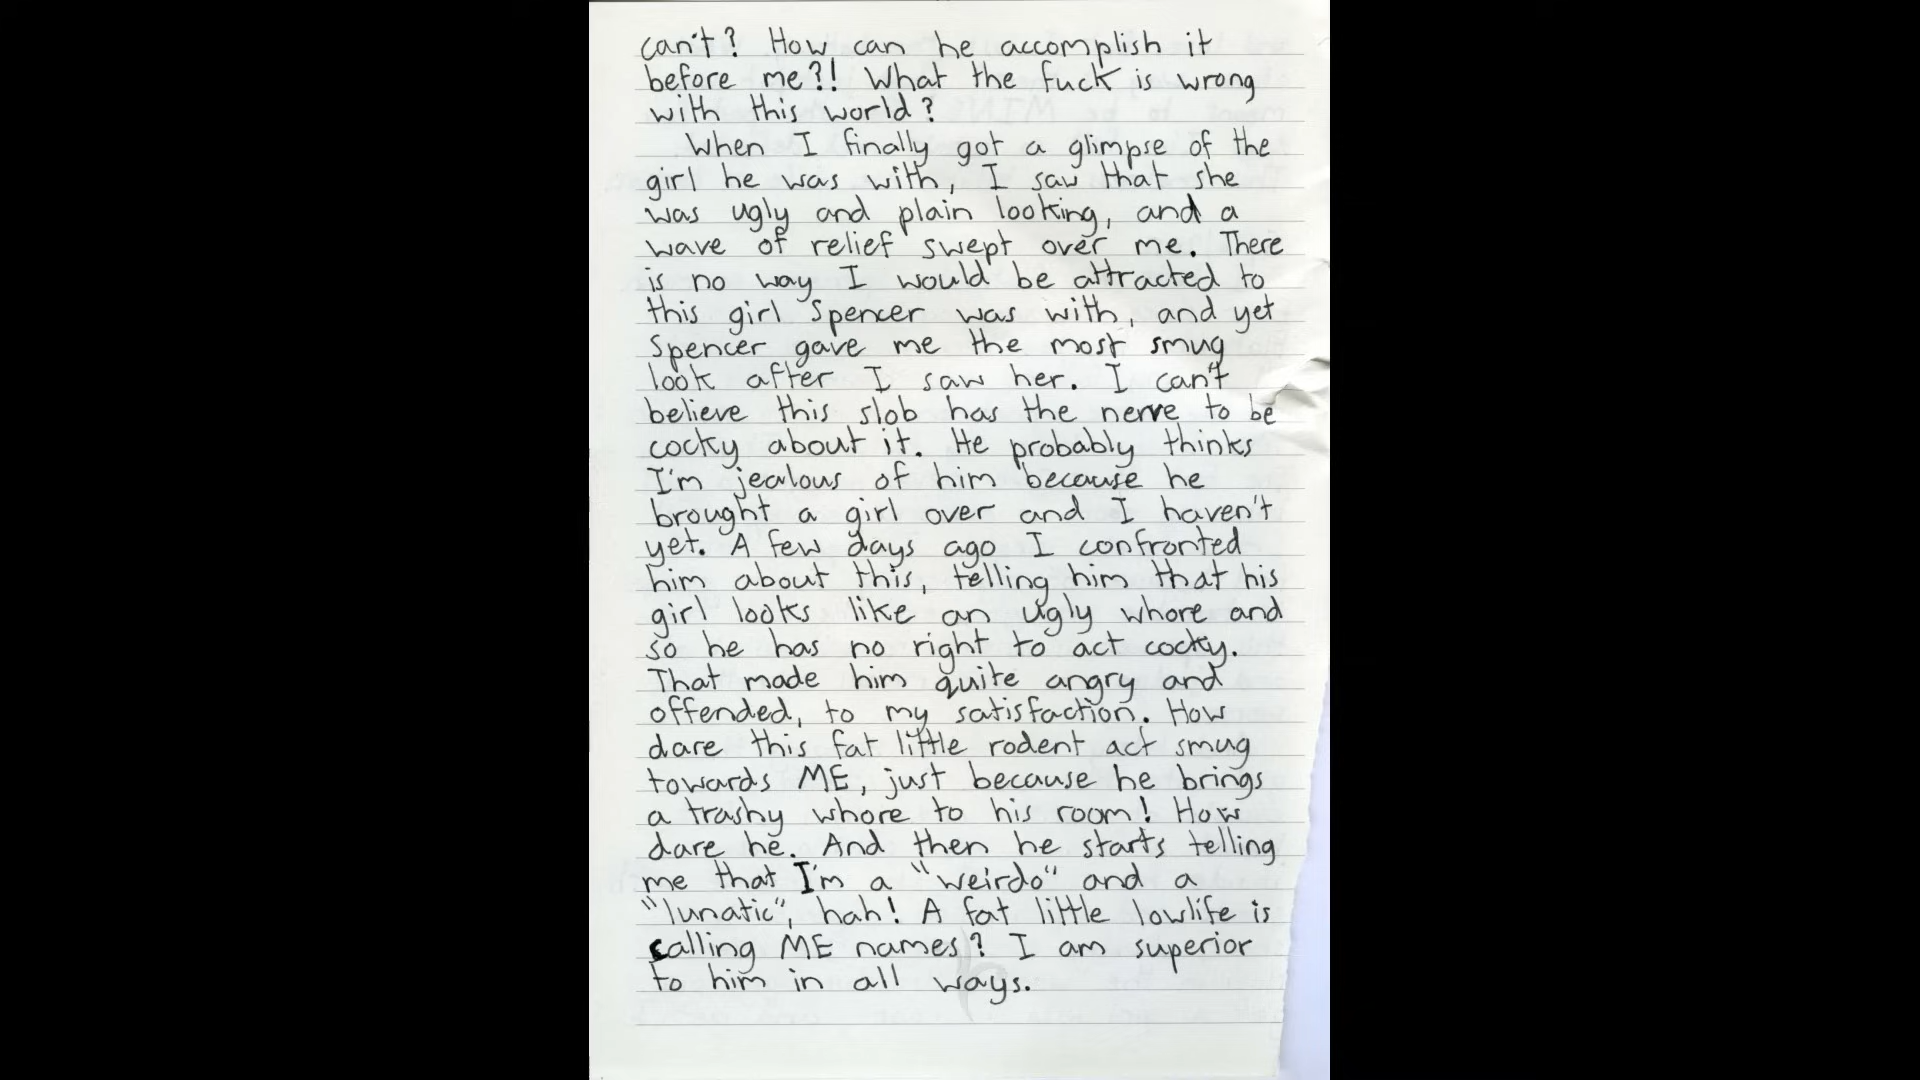 can't? How can he accomplish it
before me?! What the fuck is wrong
with this world?
When I finally got a glimpse of the
girl he was with, I saw that she
was ugly and plain looking, and a
wave of relief swept over me. There
is no way I would be attracted to
this girl Spencer was with, and yet
Spencer gave me the most smug
look after I saw her. I can't
believe this slob has the nerve to be
cocky about it. He probably thinks
I'm jealous of him because he
brought a girl over and I haven't
yet. A few days ago I confronted
him about this, telling him that his
girl looks like an ugly whore and
so he has no right to act cocky.
That made him quite angry and
offended, to my satisfaction. How
dare this fat little rodent act smug
towards ME, just because he brings
a trashy whore to his room! How
dare he. And then he starts telling
me that I'm a "weirdo" and a
"lunatic", hah! A fat little lowlife is
calling ME names? I am superior
to him in all ways.